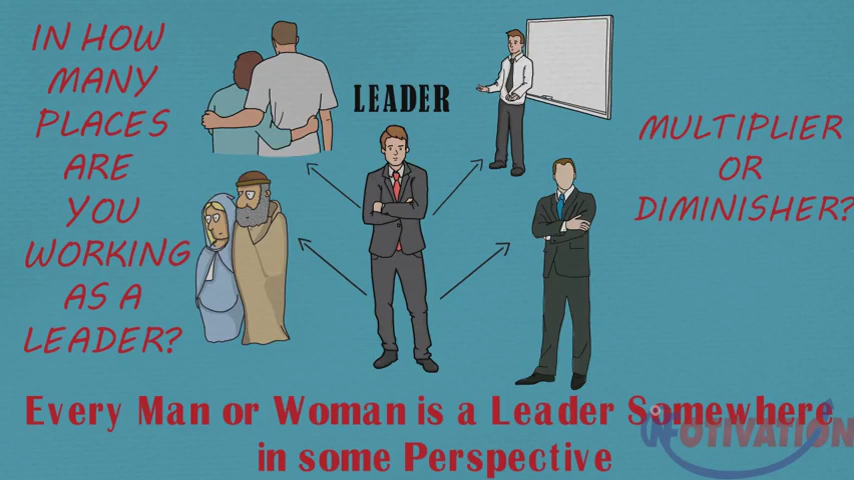 IN HOW
MANY
PLACES
ARE
YOU
WORKING
AS A
LEADER?
LEADER
MULTIPLIER
OR
DIMINISHER?
Every Man or Woman is a Leader Somewhere
in some Perspective
INFOTIVATION